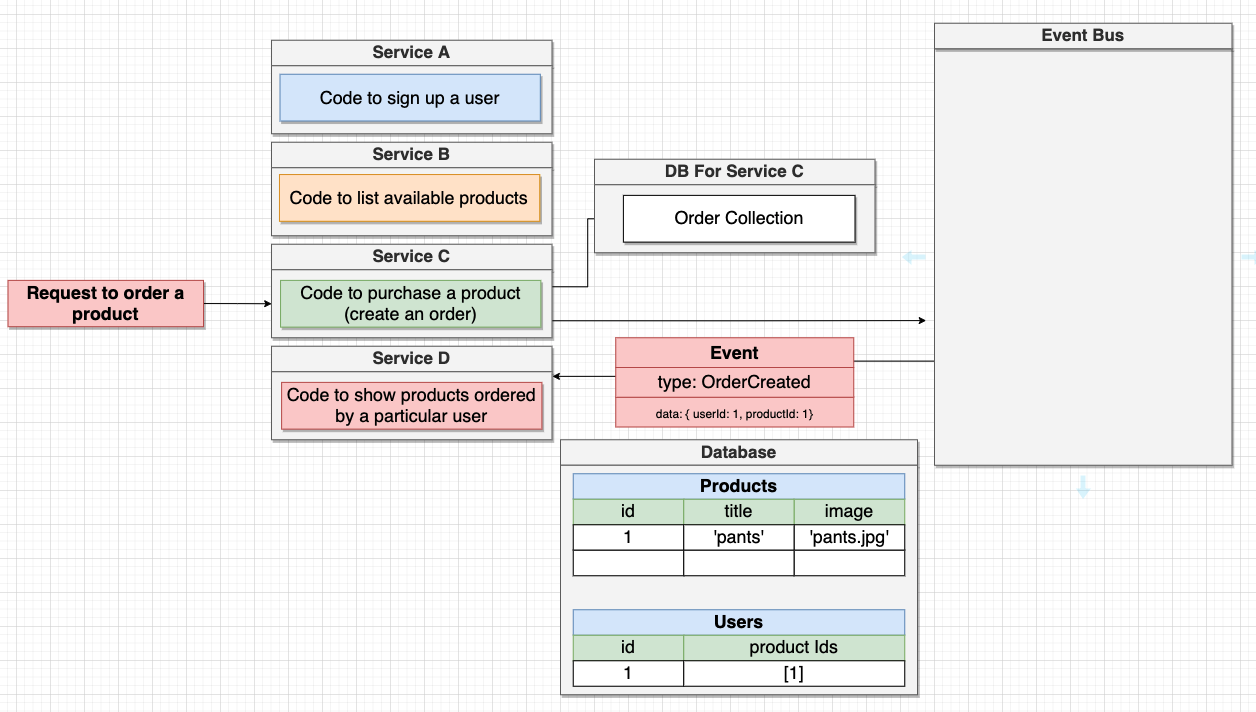 Service A
Code to sign up a user
Service B
Code to list available products
Service C
Code to purchase a product
(create an order)
Request to order a
product
Service D
Code to show products ordered
by a particular user
DB For Service C
Order Collection
Event Bus
Event
type: OrderCreated
data: { userId: 1, productId: 1}
Database
Products
id title image
1 'pants' 'pants.jpg'
Users
id product Ids
1 [1]